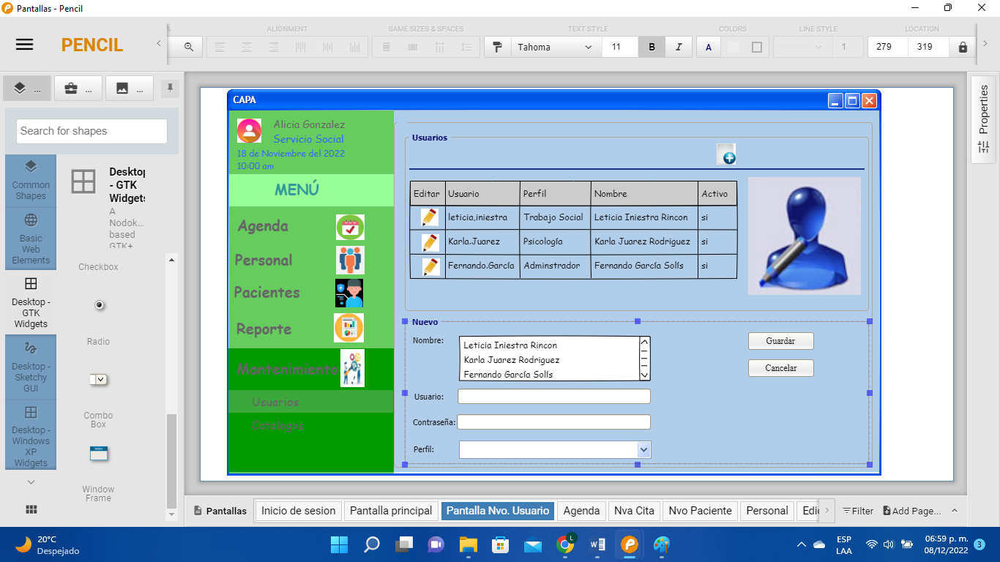 Pantallas - Pencil
PENCIL
ALIGNMENT
SAME SIZES & SPACES
TEXT STYLE
COLORS
LINE STYLE
LOCATION
Tahoma
11
B
I
A
1
279
319
...
...
...
Search for shapes
Common
Shapes
Basic
Web
Elements
Desktop -
GTK
Widgets
Desktop -
Sketchy
GUI
Desktop -
Windows
XP
Widgets
Desktop
- GTK
Widgets
A
Nodok...
based
GTK+
Checkbox
Radio
Combo
Box
Window
Frame
CAPA
Alicia Gonzalez
Servicio Social
18 de Noviembre del 2022
10:00 am
MENÚ
Agenda
Personal
Pacientes
Reporte
Mantenimiento
Usuarios
Catalogos
Usuarios
Editar Usuario Perfil Nombre Activo
leticia,iniestra Trabajo Social Leticia Iniestra Rincon si
Karla.Juarez Psicología Karla Juarez Rodriguez si
Fernando.García Adminstrador Fernando García Solís si
Nuevo
Nombre:
Leticia Iniestra Rincon
Karla Juarez Rodriguez
Fernando García Solís
Usuario:
Contraseña:
Perfil:
Guardar
Cancelar
Properties
Pantallas
Inicio de sesion
Pantalla principal
Pantalla Nvo. Usuario
Agenda
Nva Cita
Nvo Paciente
Personal
Edi
Filter
Add Page...
20°C
Despejado
L
ESP
LAA
06:59 p. m.
08/12/2022
3